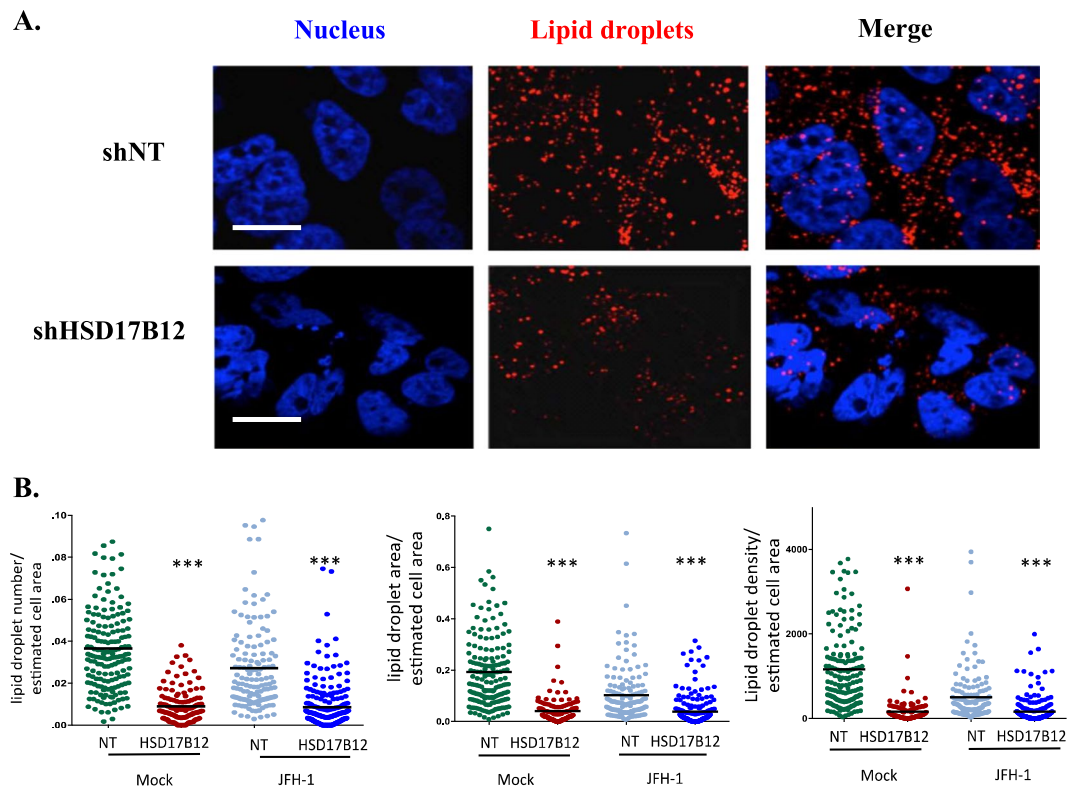 A.
Nucleus Lipid droplets Merge
shNT
shHSD17B12
B.
lipid droplet number/
estimated cell area
.10
.08
.06
.04
.02
.00
***
***
NT HSD17B12 NT HSD17B12
Mock JFH-1
lipid droplet area/
estimated cell area
0.8
0.6
0.4
0.2
0.0
***
***
NT HSD17B12 NT HSD17B12
Mock JFH-1
Lipid droplet density/
estimated cell area
4000
2000
0
***
***
NT HSD17B12 NT HSD17B12
Mock JFH-1